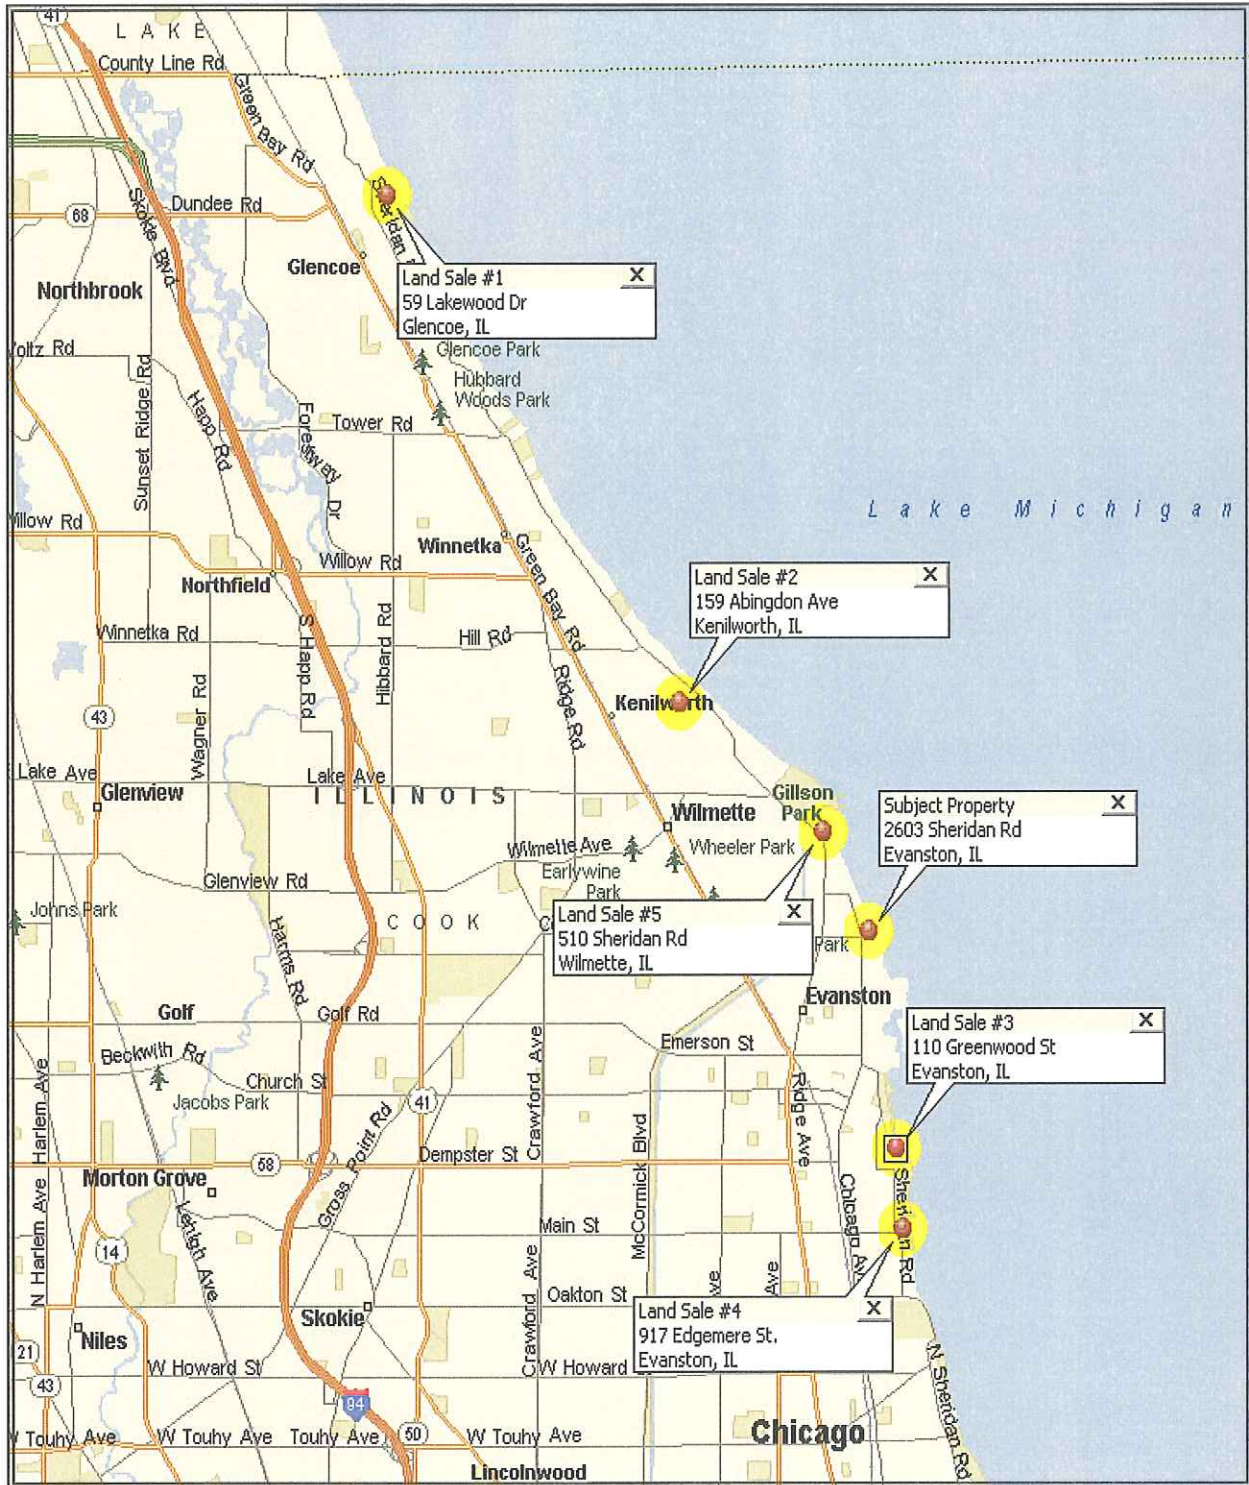 41
LAKE
County Line Rd
Green Bay Rd
Sheridan
68
Dundee Rd
Skokie Blvd
Glencoe
Northbrook
Land Sale #1 X
59 Lakewood Dr
Glencoe, IL
Voltz Rd
Glencoe Park
Hubbard
Woods Park
Sunset Ridge Rd
Happ Rd
Forestway Dr
Tower Rd
Lake Michigan
Willow Rd
Winnetka
Green Bay Rd
Willow Rd
Northfield
Land Sale #2 X
159 Abingdon Ave
Kenilworth, IL
Winnetka Rd
S Happ Rd
Hibbard Rd
Hill Rd
Ridge Rd
Wagner Rd
43
Kenilworth
Lake Ave
Lake Ave
ILLINOIS
Glenview
Gillson
Park
Wilmette
Subject Property X
2603 Sheridan Rd
Evanston, IL
Wilmette Ave
Wheeler Park
Earlywine
Park
Glenview Rd
Johns Park
COOK
Harms Rd
Land Sale #5 X
510 Sheridan Rd
Wilmette, IL
Park
Evanston
Golf
Golf Rd
Land Sale #3 X
110 Greenwood St
Evanston, IL
Emerson St
Beckwith Rd
Church St
Jacobs Park
41
N Harlem Ave
Harlem Ave
Gross Point Rd
Crawford Ave
McCormick Blvd
Ridge Ave
58
Dempster St
Morton Grove
Chicago Ave
Sheridan Rd
Lehigh Ave
14
Main St
Crawford Ave
Ave
Ave
Oakton St
Skokie
Land Sale #4 X
917 Edgemere St.
Evanston, IL
Niles
21
43
W Howard St
W Howard St
N Sheridan Rd
94
50
Chicago
W Touhy Ave
W Touhy Ave
Touhy Ave
W Touhy Ave
Lincolnwood